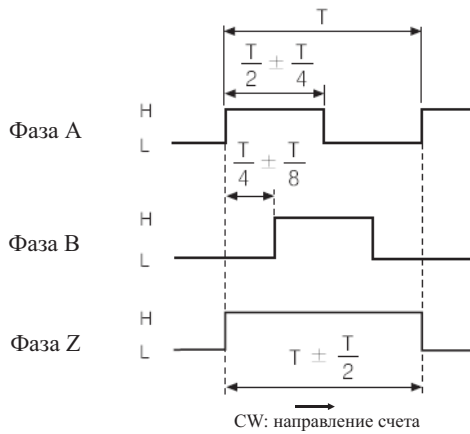 T
T/2 ± T/4
Фаза A
H
L
T/4 ± T/8
Фаза B
H
L
Фаза Z
H
L
T ± T/2
CW: направление счета